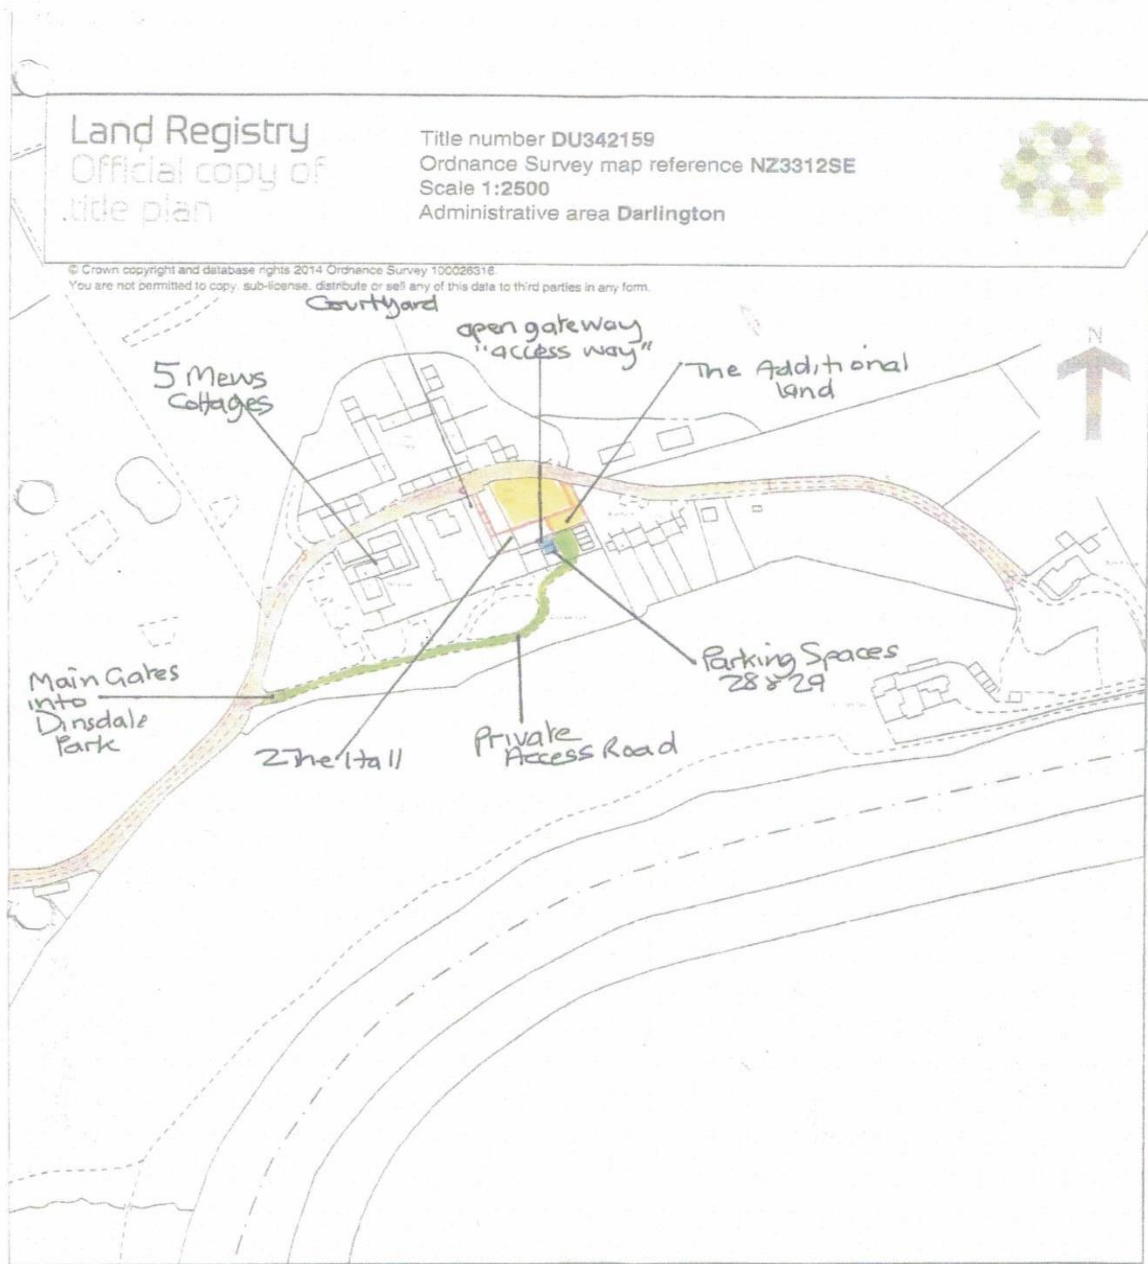 Land Registry
Official copy of
title plan
Title number DU342159
Ordnance Survey map reference NZ3312SE
Scale 1:2500
Administrative area Darlington
© Crown copyright and database rights 2014 Ordnance Survey 100026316.
You are not permitted to copy, sub-license, distribute or sell any of this data to third parties in any form.
Courtyard
open gateway
"access way"
The Additional
land
5 Mews
Cottages
N
Main Gates
into
Dinsdale
Park
2 The Hall
Private
Access Road
Parking Spaces
28 & 29